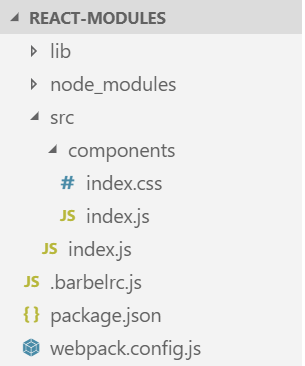 REACT-MODULES
lib
node_modules
src
components
# index.css
JS index.js
JS index.js
JS .barbelrc.js
{ } package.json
webpack.config.js